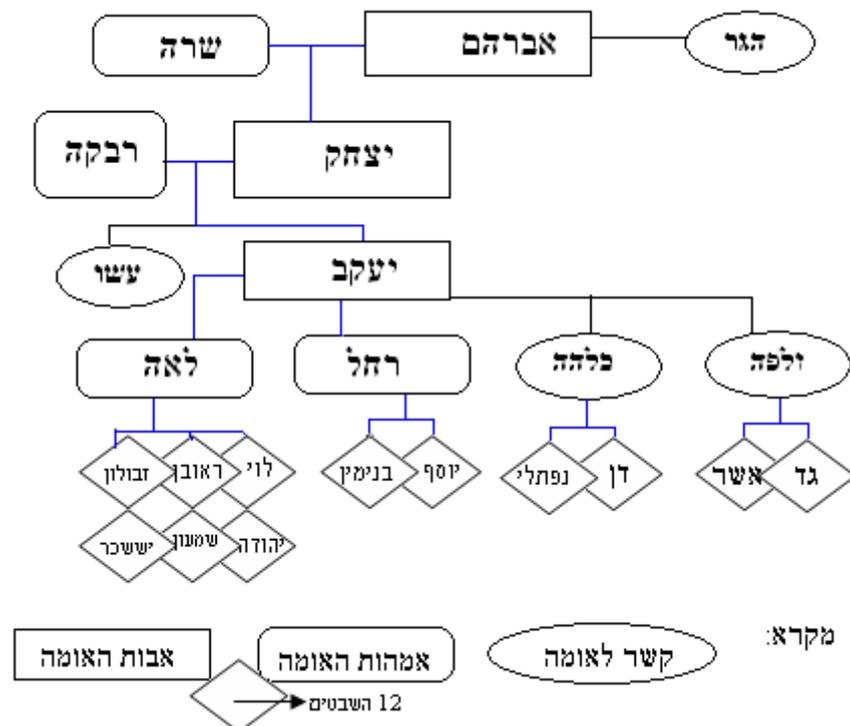 הגר אברהם שרה
יצחק רבקה
יעקב עשו
זלפה בלהה רחל לאה
גד אשר דן נפתלי יוסף בנימין לוי ראובן זבולון
יהודה שמעון יששכר
מקרא: קשר לאומה אמהות האומה אבות האומה
12 השבטים